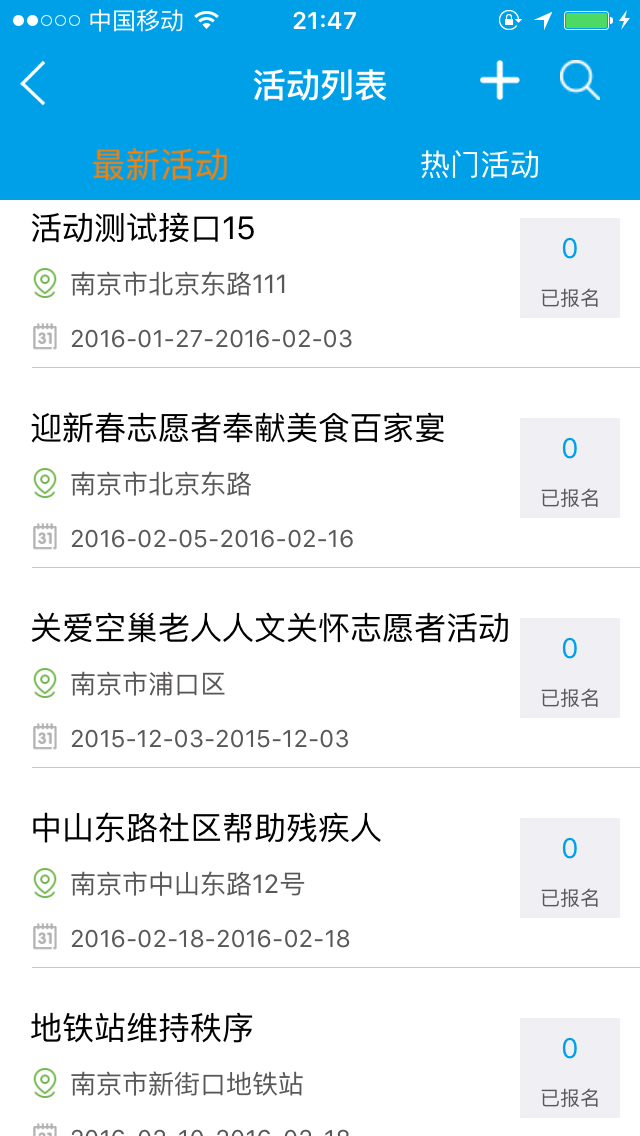 中国移动 21:47
活动列表
最新活动 热门活动
活动测试接口15
0
南京市北京东路111
已报名
31 2016-01-27-2016-02-03
迎新春志愿者奉献美食百家宴
0
南京市北京东路
已报名
31 2016-02-05-2016-02-16
关爱空巢老人人文关怀志愿者活动
0
南京市浦口区
已报名
31 2015-12-03-2015-12-03
中山东路社区帮助残疾人
0
南京市中山东路12号
已报名
31 2016-02-18-2016-02-18
地铁站维持秩序
0
南京市新街口地铁站
已报名